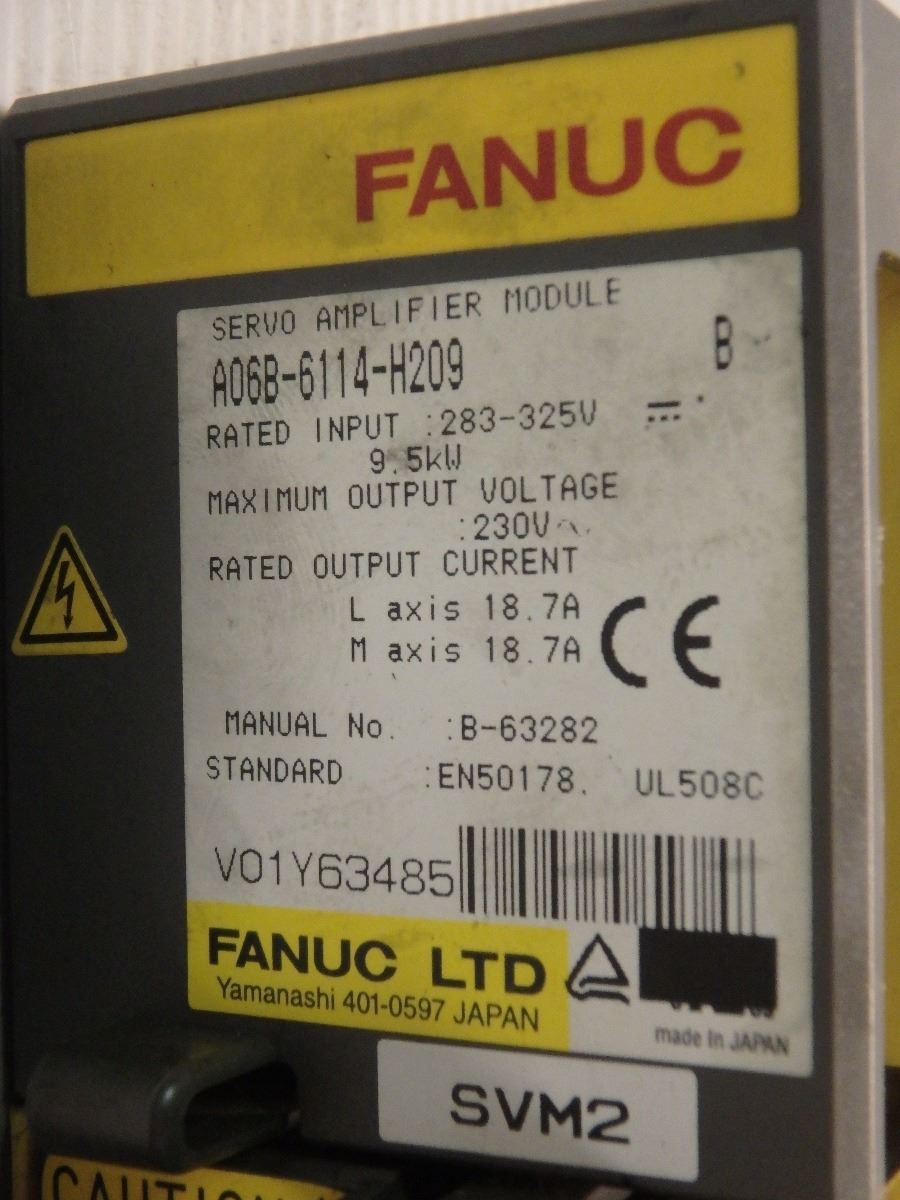 FANUC
SERVO AMPLIFIER MODULE
A06B-6114-H209 B
RATED INPUT :283-325V
9.5kW
MAXIMUM OUTPUT VOLTAGE
:230V
RATED OUTPUT CURRENT
L axis 18.7A
M axis 18.7A
CE
MANUAL No. :B-63282
STANDARD :EN50178. UL508C
V01Y63485
FANUC LTD
Yamanashi 401-0597 JAPAN
made In JAPAN
SVM2
CAUTION